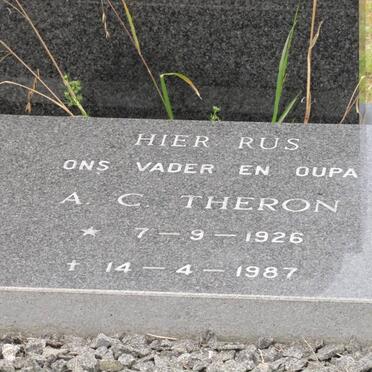 HIER RUS
ONS VADER EN OUPA
A. C. THERON
* 7 - 9 - 1926
† 14 - 4 - 1987